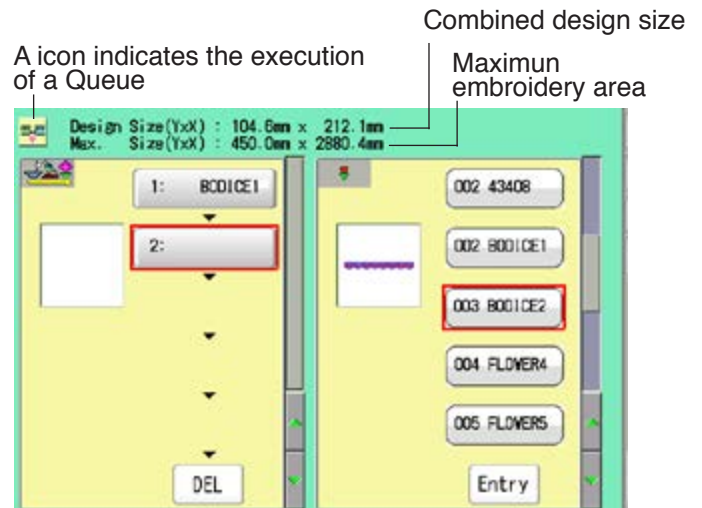 Combined design size
A icon indicates the execution
of a Queue
Maximun
embroidery area
Design Size(YxX) : 104.6mm x 212.1mm
Max. Size(YxX) : 450.0mm x 2880.4mm
1: BODICE1
2:
DEL
002 43408
002 BODICE1
003 BODICE2
004 FLOWER4
005 FLOWER5
Entry